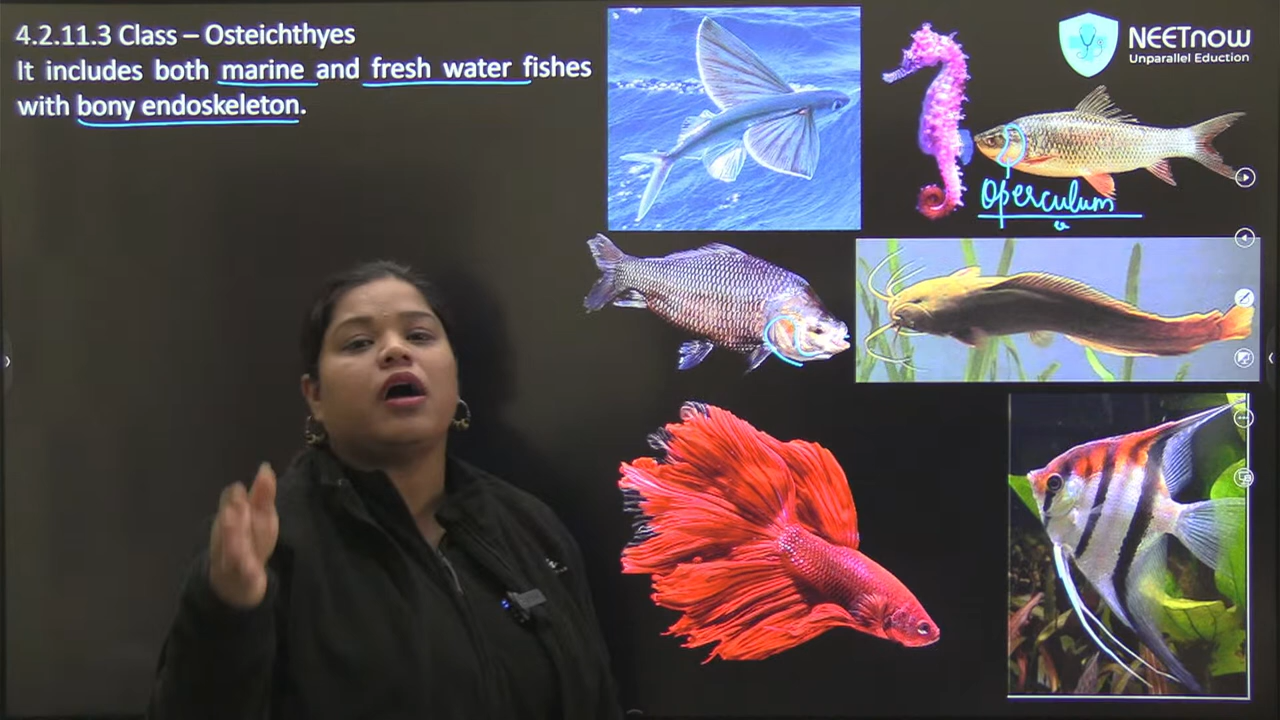 4.2.11.3 Class – Osteichthyes
It includes both marine and fresh water fishes
with bony endoskeleton.
NEETnow
Unparallel Eduction
Operculum